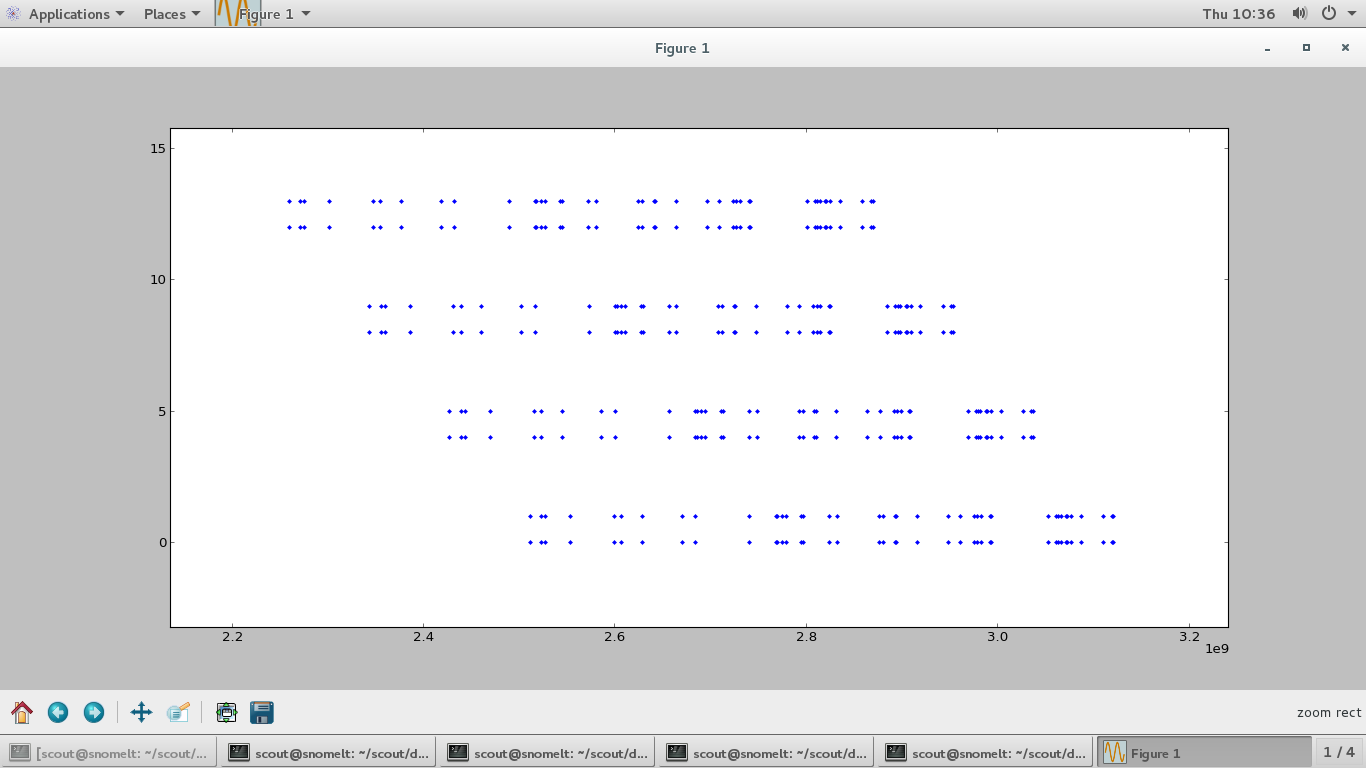 Applications Places Figure 1 Thu 10:36
Figure 1
15
10
5
0
2.2 2.4 2.6 2.8 3.0 3.2
1e9
zoom rect
[scout@snomelt: ~/scout/... scout@snomelt: ~/scout/d... scout@snomelt: ~/scout/d... scout@snomelt: ~/scout/d... scout@snomelt: ~/scout/d... Figure 1 1 / 4